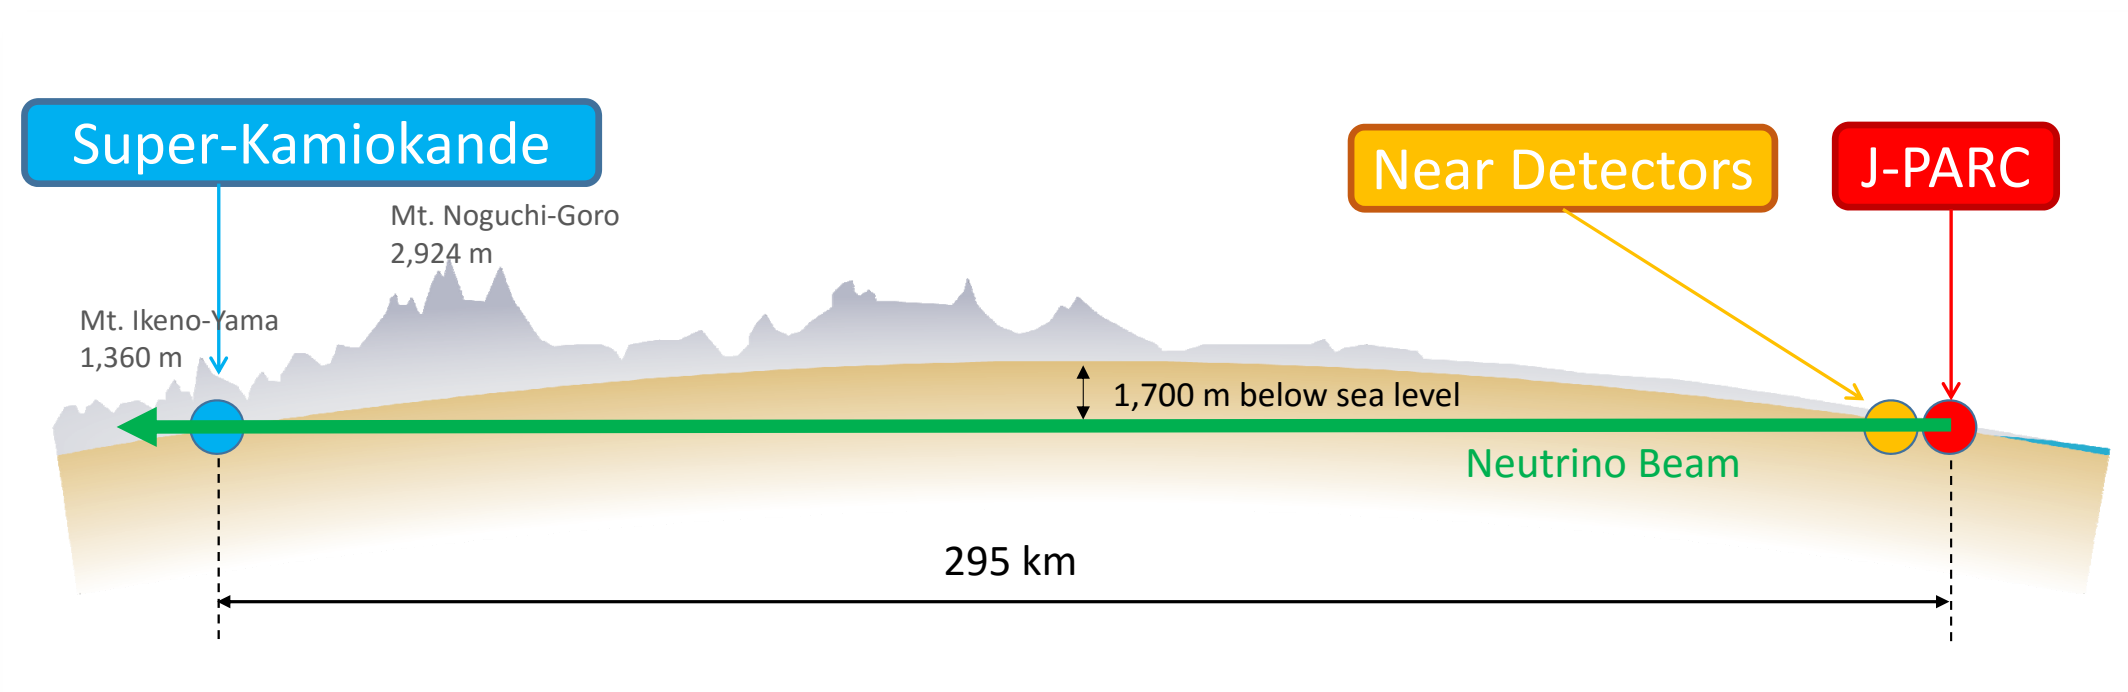 Super-Kamiokande
Near Detectors
J-PARC
Mt. Noguchi-Goro
2,924 m
Mt. Ikeno-Yama
1,360 m
1,700 m below sea level
Neutrino Beam
295 km